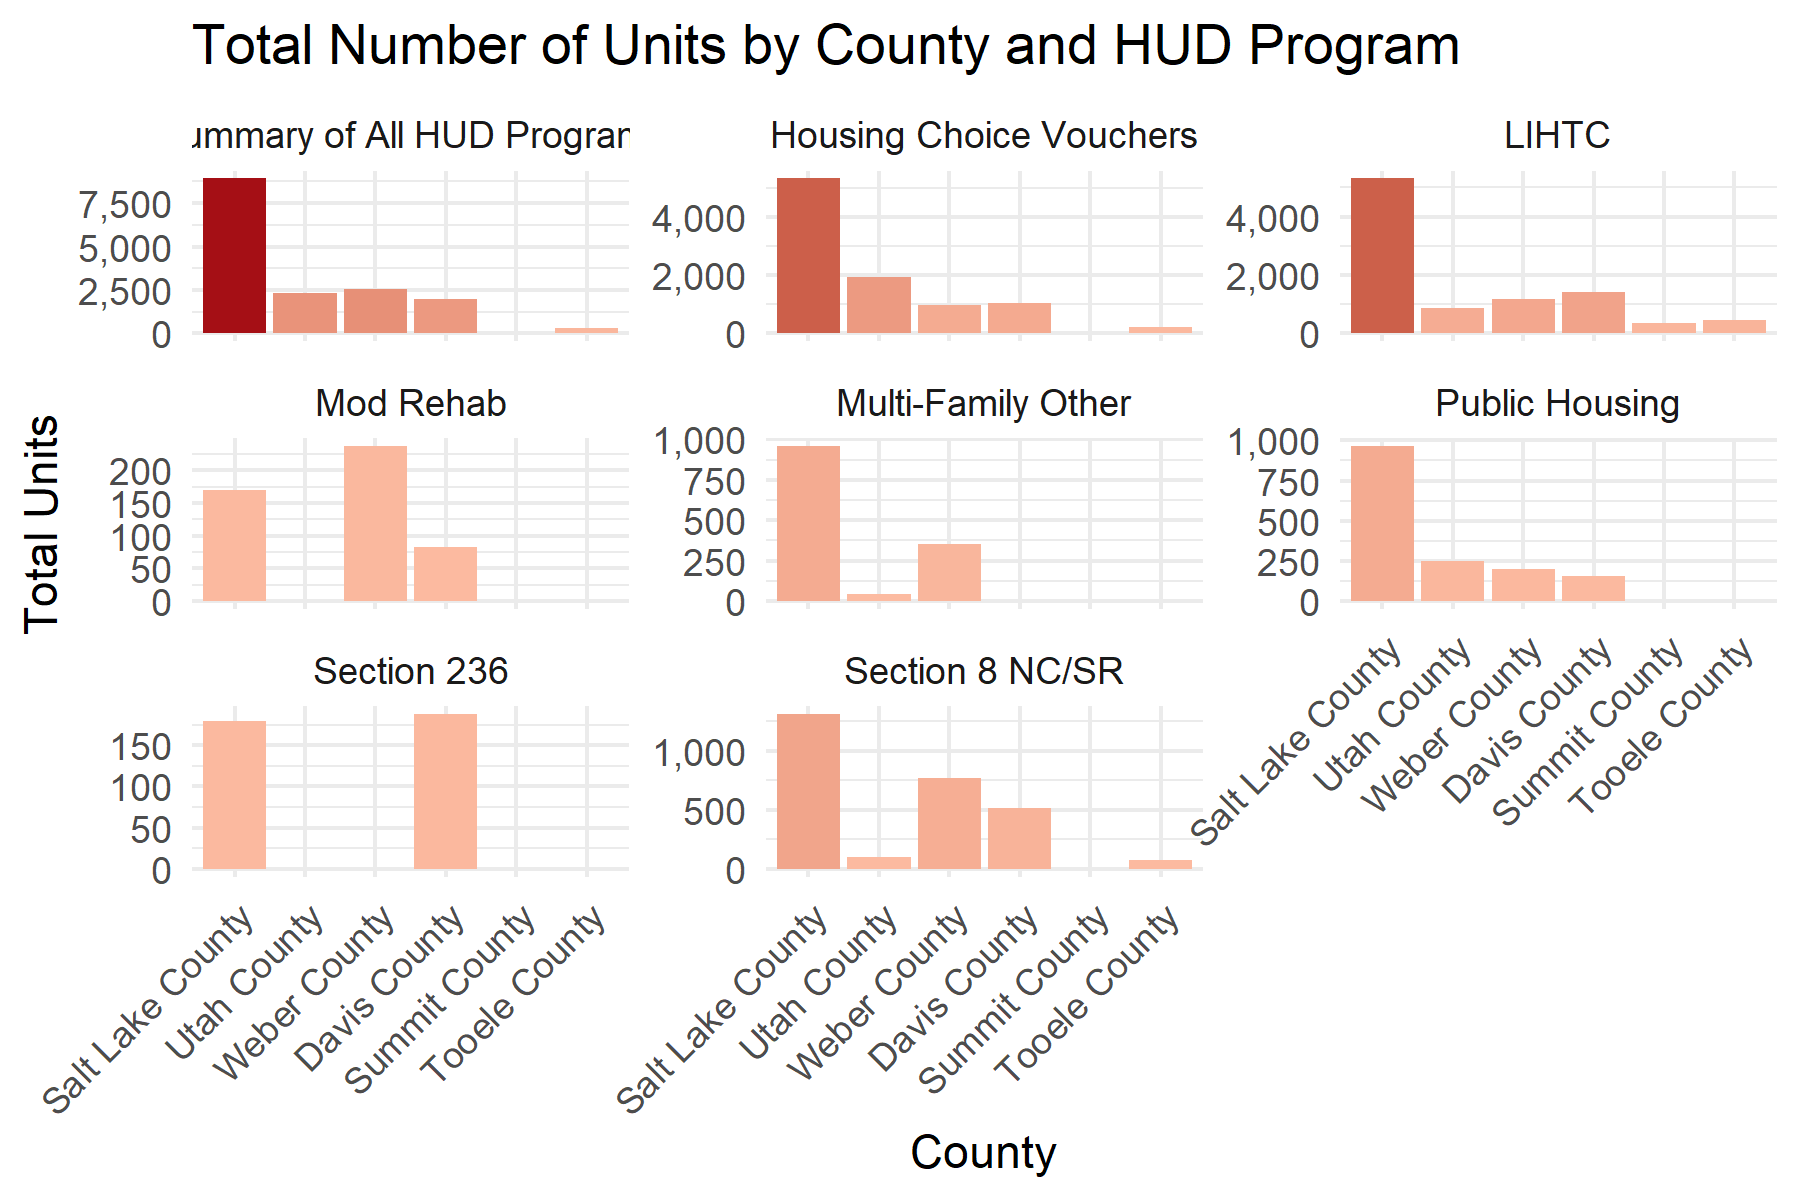 Total Number of Units by County and HUD Program
ummary of All HUD Program
Housing Choice Vouchers
LIHTC
7,500
5,000
2,500
0
4,000
2,000
0
4,000
2,000
0
Mod Rehab
Multi-Family Other
Public Housing
200
150
100
50
0
1,000
750
500
250
0
1,000
750
500
250
0
Total Units
Section 236
Section 8 NC/SR
150
100
50
0
1,000
500
0
Salt Lake County
Utah County
Weber County
Davis County
Summit County
Tooele County
Salt Lake County
Utah County
Weber County
Davis County
Summit County
Tooele County
Salt Lake County
Utah County
Weber County
Davis County
Summit County
Tooele County
County